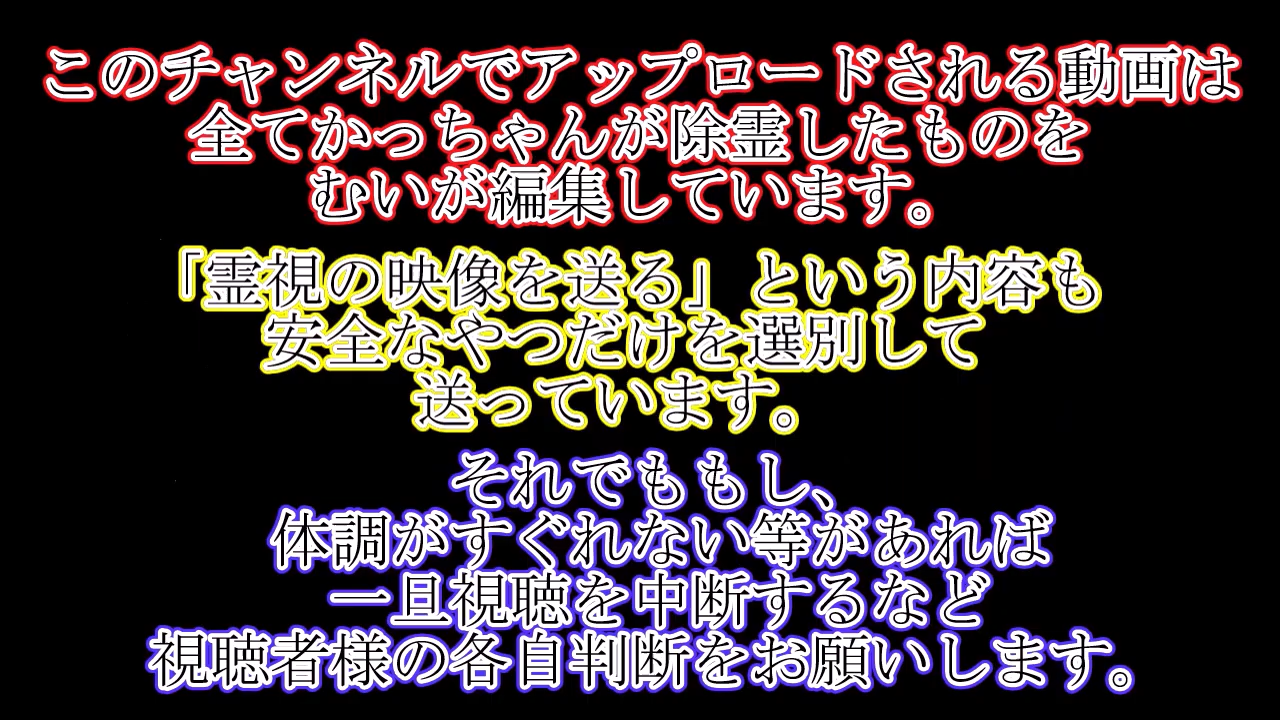 このチャンネルでアップロードされる動画は
全てかっちゃんが除霊したものを
むいが編集しています。
「霊視の映像を送る」という内容も
安全なやつだけを選別して
送っています。
それでももし、
体調がすぐれない等があれば
一旦視聴を中断するなど
視聴者様の各自判断をお願いします。